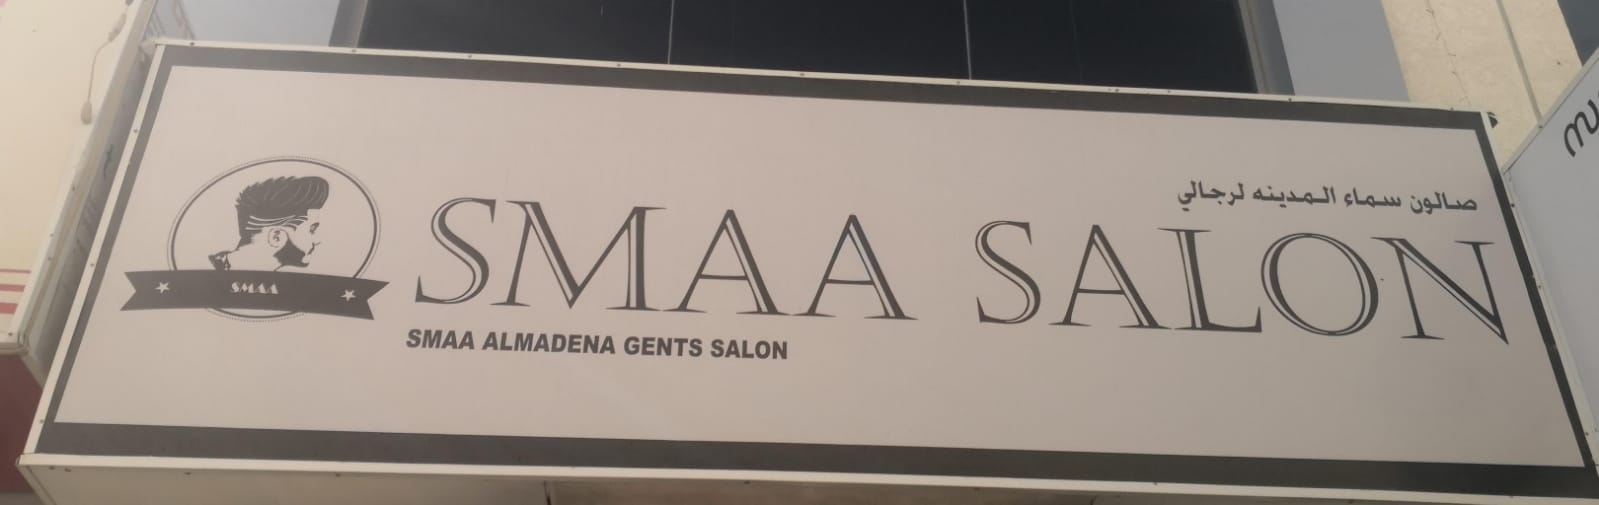 صالون سماء المدينه لرجالي
SMAA SALON
SMAA
SMAA ALMADENA GENTS SALON